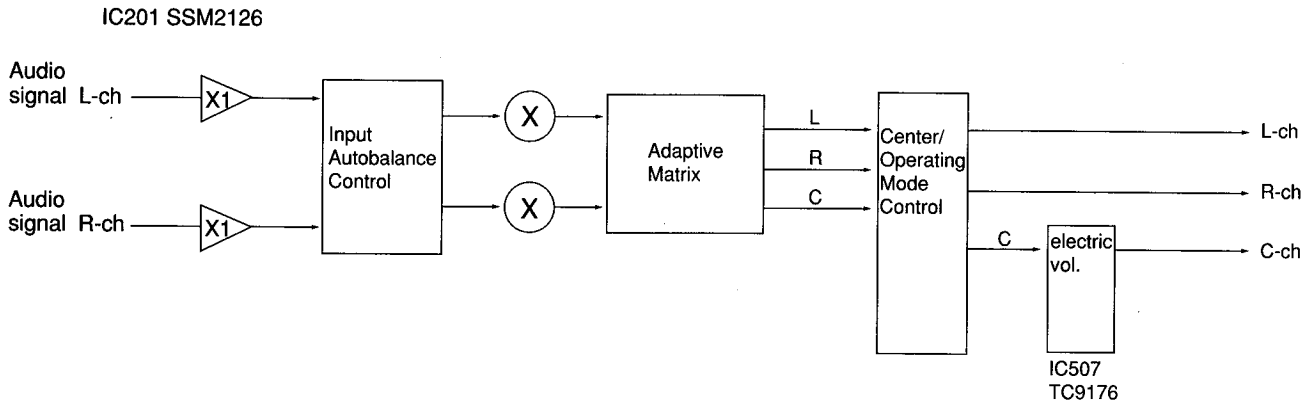 IC201 SSM2126
Audio
signal L-ch
X1
Input
Autobalance
Control
X
Adaptive
Matrix
L
R
C
Center/
Operating
Mode
Control
L-ch
R-ch
Audio
signal R-ch
X1
X
C
electric
vol.
C-ch
IC507
TC9176